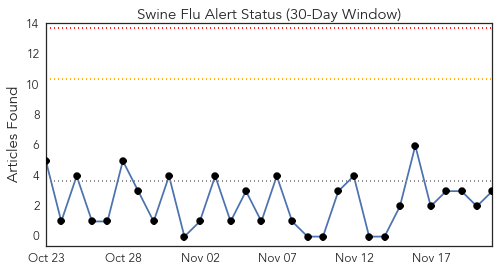 Swine Flu Alert Status (30-Day Window)
Articles Found
14
12
10
8
6
4
2
0
Oct 23 Oct 28 Nov 02 Nov 07 Nov 12 Nov 17